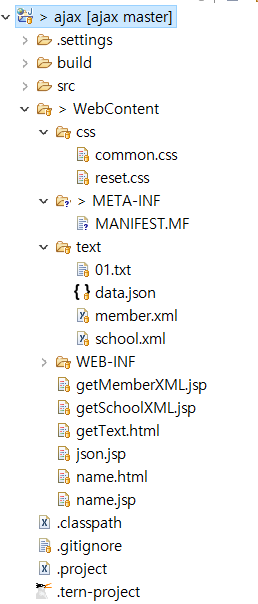 > ajax [ajax master]
.settings
build
src
> WebContent
css
common.css
reset.css
> META-INF
MANIFEST.MF
text
01.txt
data.json
member.xml
school.xml
WEB-INF
getMemberXML.jsp
getSchoolXML.jsp
getText.html
json.jsp
name.html
name.jsp
.classpath
.gitignore
.project
.tern-project